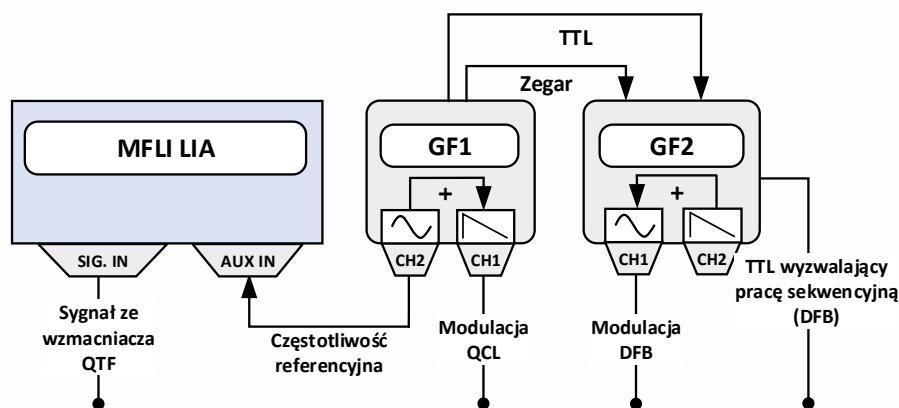 TTL
Zegar
MFLI LIA
GF1
GF2
+
+
SIG. IN
AUX IN
CH2
CH1
CH1
CH2
Sygnał ze
wzmacniacza
QTF
Częstotliwość
referencyjna
Modulacja
QCL
Modulacja
DFB
TTL wyzwalający
pracę sekwencyjną
(DFB)